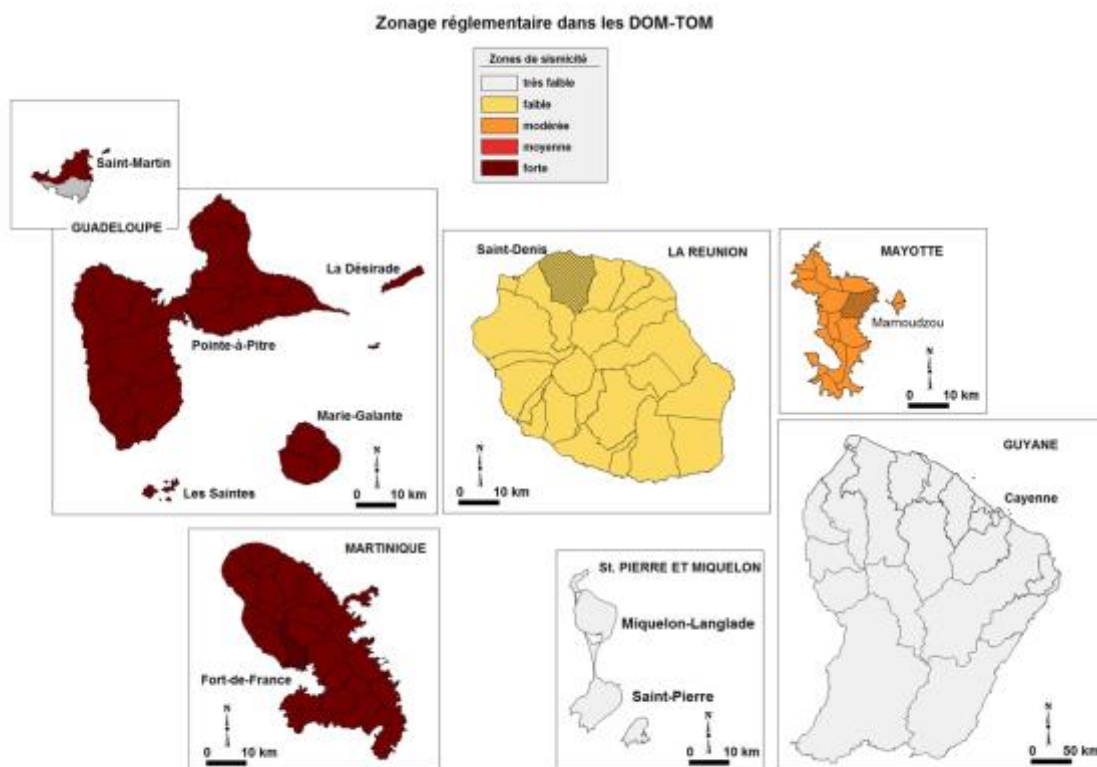 Zonage réglementaire dans les DOM-TOM
Zones de sismicité
très faible
faible
modérée
moyenne
forte
Saint-Martin
GUADELOUPE
La Désirade
Pointe-à-Pitre
Marie-Galante
Les Saintes
N
0 10 km
Saint-Denis
LA REUNION
N
0 10 km
MAYOTTE
Mamoudzou
N
0 10 km
GUYANE
Cayenne
N
0 50 km
MARTINIQUE
Fort-de-France
N
0 10 km
St. PIERRE ET MIQUELON
Miquelon-Langlade
Saint-Pierre
N
0 10 km